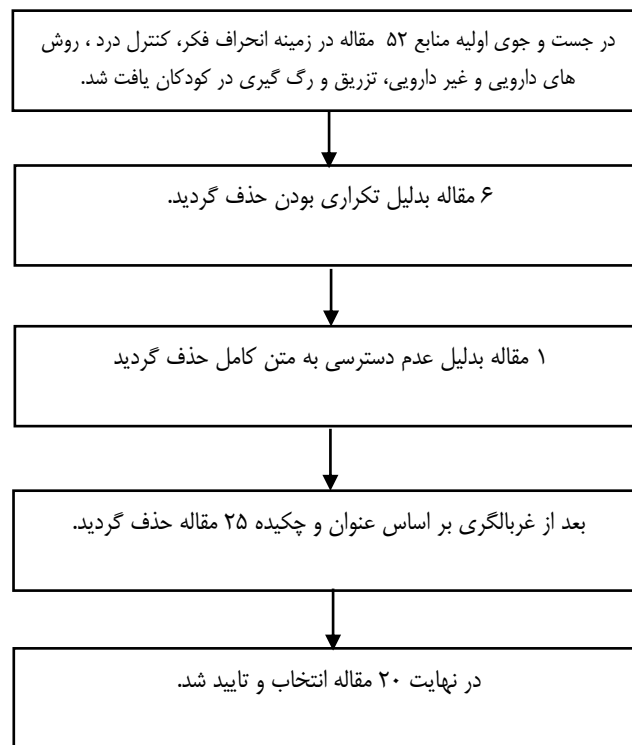 در جست و جوی اولیه منابع ۵۲ مقاله در زمینه انحراف فکر، کنترل درد ، روش
های دارویی و غیر دارویی، تزریق و رگ گیری در کودکان یافت شد.
۶ مقاله بدلیل تکراری بودن حذف گردید.
۱ مقاله بدلیل عدم دسترسی به متن کامل حذف گردید
بعد از غربالگری بر اساس عنوان و چکیده ۲۵ مقاله حذف گردید.
در نهایت ۲۰ مقاله انتخاب و تایید شد.